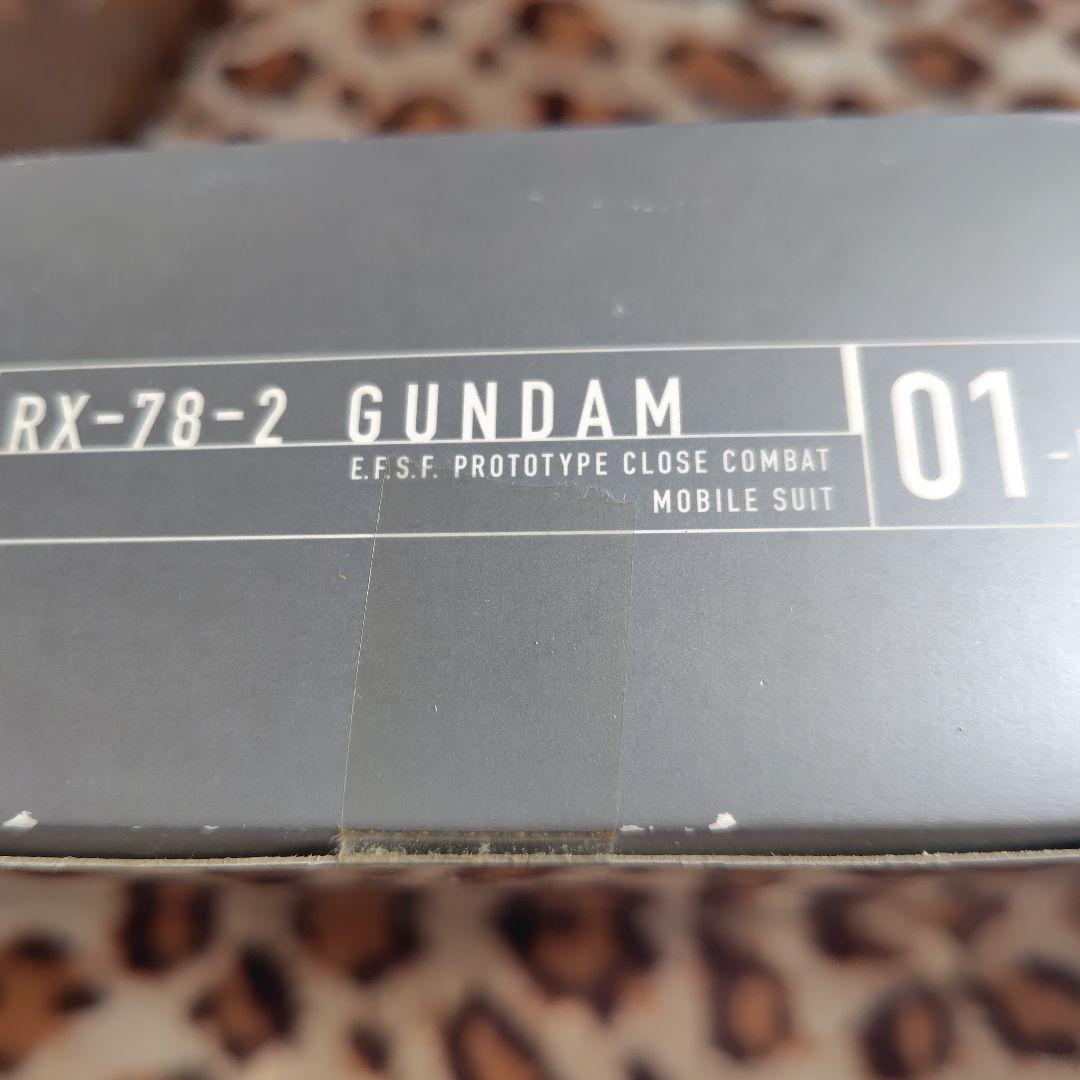 RX-78-2 GUNDAM
E.F.S.F. PROTOTYPE CLOSE COMBAT
MOBILE SUIT
01-